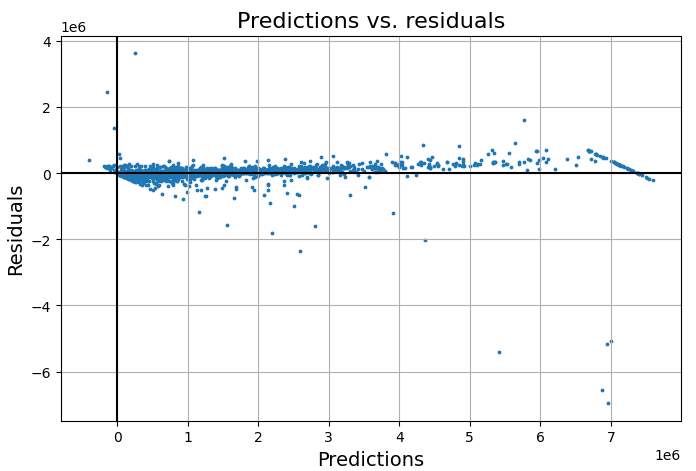 Predictions vs. residuals
1e6
4
2
0
−2
−4
−6
Residuals
0 1 2 3 4 5 6 7
1e6
Predictions